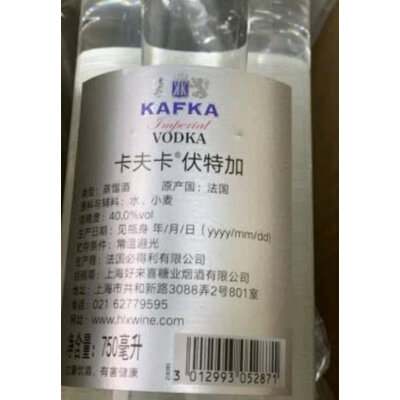 KAFKA
Imperial
VODKA
卡夫卡®伏特加
类型：蒸馏酒 原产国：法国
原料与辅料：水、小麦
酒精度：40.0%vol
生产日期：见瓶身 年/月/日（yyyy/mm/dd）
贮存条件：常温避光
生产商：法国必得利有限公司
经销商：上海好来喜糖业烟酒有限公司
地址：上海市共和新路3088弄2号801室
电话：021 62779595
www.hlxwine.com
净含量：750毫升
过量饮酒，有害健康
3 012993 052871